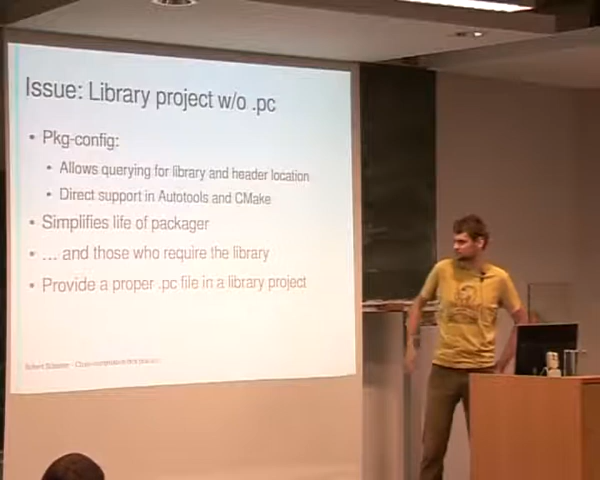 Issue: Library project w/o .pc
• Pkg-config:
• Allows querying for library and header location
• Direct support in Autotools and CMake
• Simplifies life of packager
• … and those who require the library
• Provide a proper .pc file in a library project
Robert